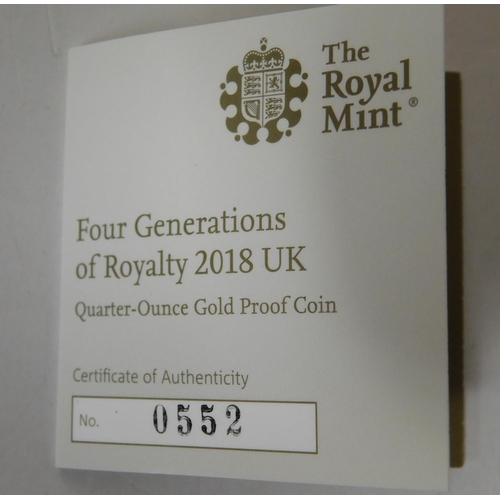 The
Royal
Mint®
Four Generations
of Royalty 2018 UK
Quarter-Ounce Gold Proof Coin
Certificate of Authenticity
No. 0552